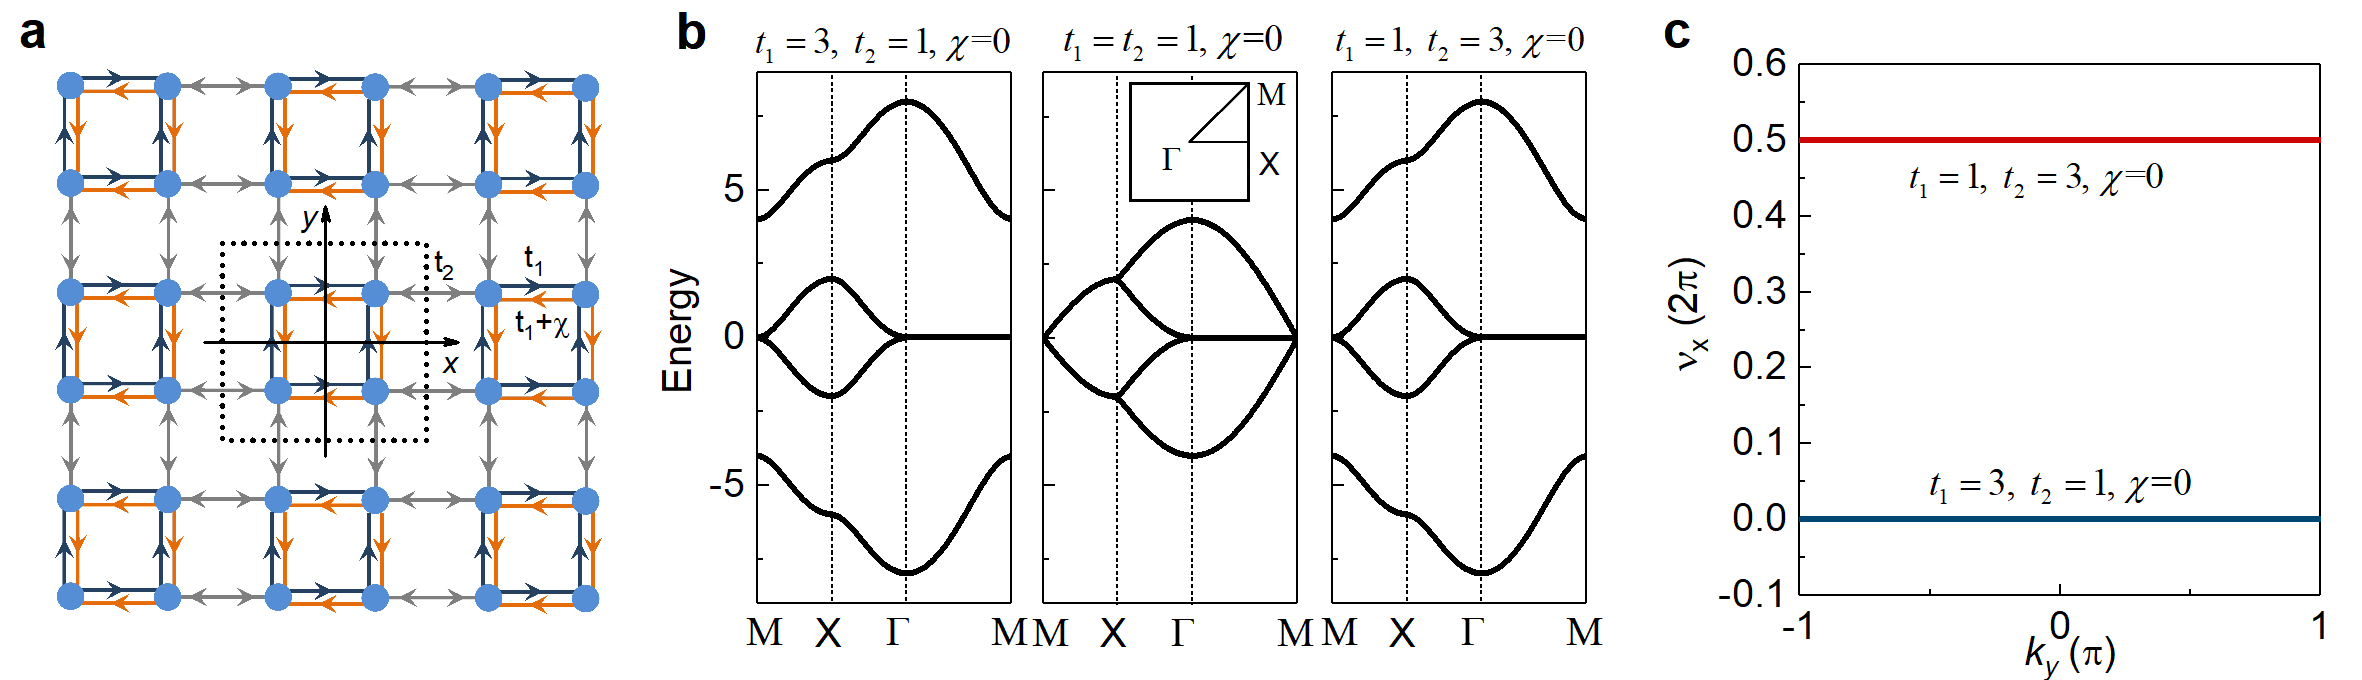 a
y
t2
t1
t1+χ
x
b
t1 = 3, t2 = 1, χ=0
t1 = t2 = 1, χ=0
t1 = 1, t2 = 3, χ=0
Energy
5
0
-5
M
Γ
X
M X Γ M
M X Γ M
M X Γ M
c
νx (2π)
0.6
0.5
0.4
0.3
0.2
0.1
0.0
-0.1
t1 = 1, t2 = 3, χ=0
t1 = 3, t2 = 1, χ=0
-1 0 1
ky (π)